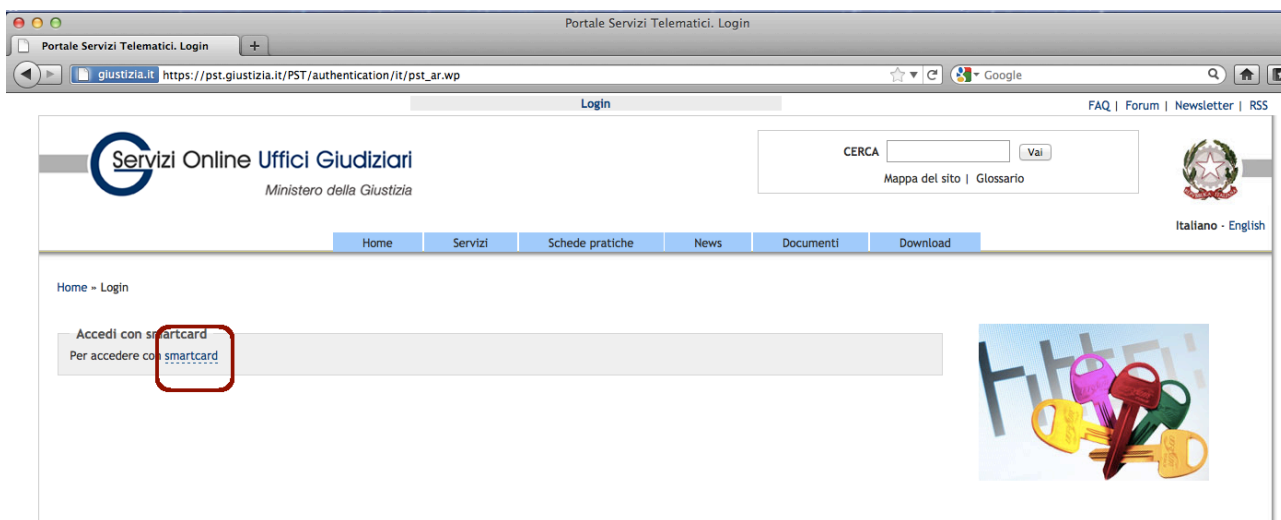 Portale Servizi Telematici. Login
Portale Servizi Telematici. Login +
giustizia.it https://pst.giustizia.it/PST/authentication/it/pst_ar.wp Google
Login FAQ | Forum | Newsletter | RSS
Servizi Online Uffici Giudiziari
Ministero della Giustizia
CERCA Vai
Mappa del sito | Glossario
Italiano - English
Home Servizi Schede pratiche News Documenti Download
Home » Login
Accedi con smartcard
Per accedere con smartcard
http